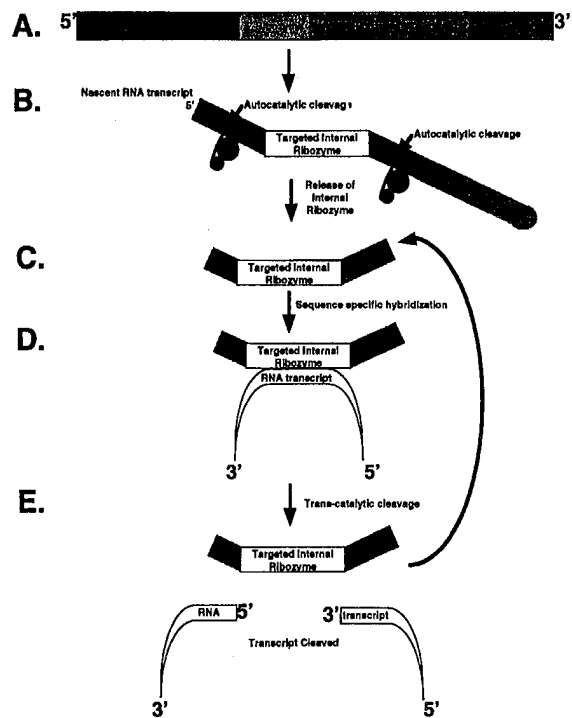 A.
5' 3'
B.
Nascent RNA transcript
5'
Autocatalytic cleavage
Autocatalytic cleavage
Targeted Internal
Ribozyme
Release of
Internal
Ribozyme
C.
Targeted Internal
Ribozyme
Sequence specific hybridization
D.
Targeted Internal
Ribozyme
RNA transcript
3' 5'
E.
Trans-catalytic cleavage
Targeted Internal
Ribozyme
RNA 5' 3' transcript
Transcript Cleaved
3' 5'